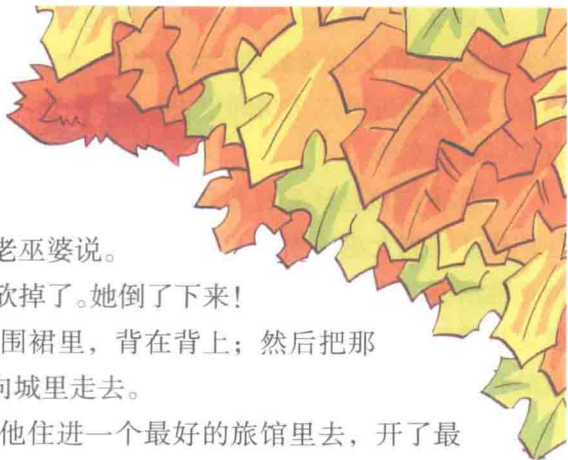 老巫婆说。
砍掉了。她倒了下来！
围裙里，背在背上；然后把那
向城里走去。
他住进一个最好的旅馆里去，开了最